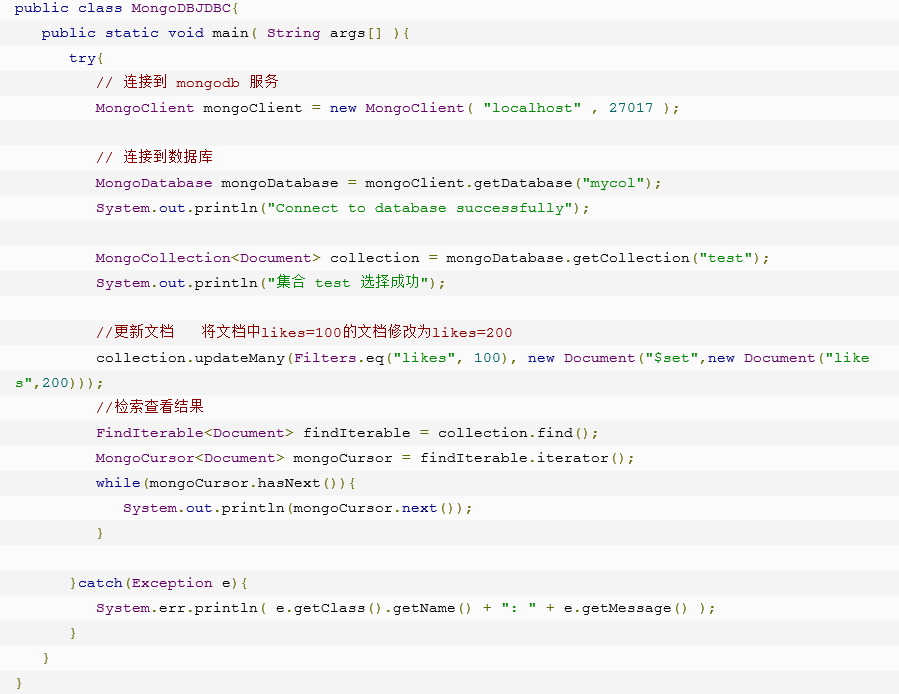 public class MongoDBJDBC{
   public static void main( String args[] ){
      try{
         // 连接到 mongodb 服务
         MongoClient mongoClient = new MongoClient( "localhost" , 27017 );

         // 连接到数据库
         MongoDatabase mongoDatabase = mongoClient.getDatabase("mycol");
         System.out.println("Connect to database successfully");

         MongoCollection<Document> collection = mongoDatabase.getCollection("test");
         System.out.println("集合 test 选择成功");

         //更新文档   将文档中likes=100的文档修改为likes=200
         collection.updateMany(Filters.eq("likes", 100), new Document("$set",new Document("like
s",200)));
         //检索查看结果
         FindIterable<Document> findIterable = collection.find();
         MongoCursor<Document> mongoCursor = findIterable.iterator();
         while(mongoCursor.hasNext()){
            System.out.println(mongoCursor.next());
         }

      }catch(Exception e){
         System.err.println( e.getClass().getName() + ": " + e.getMessage() );
      }
   }
}